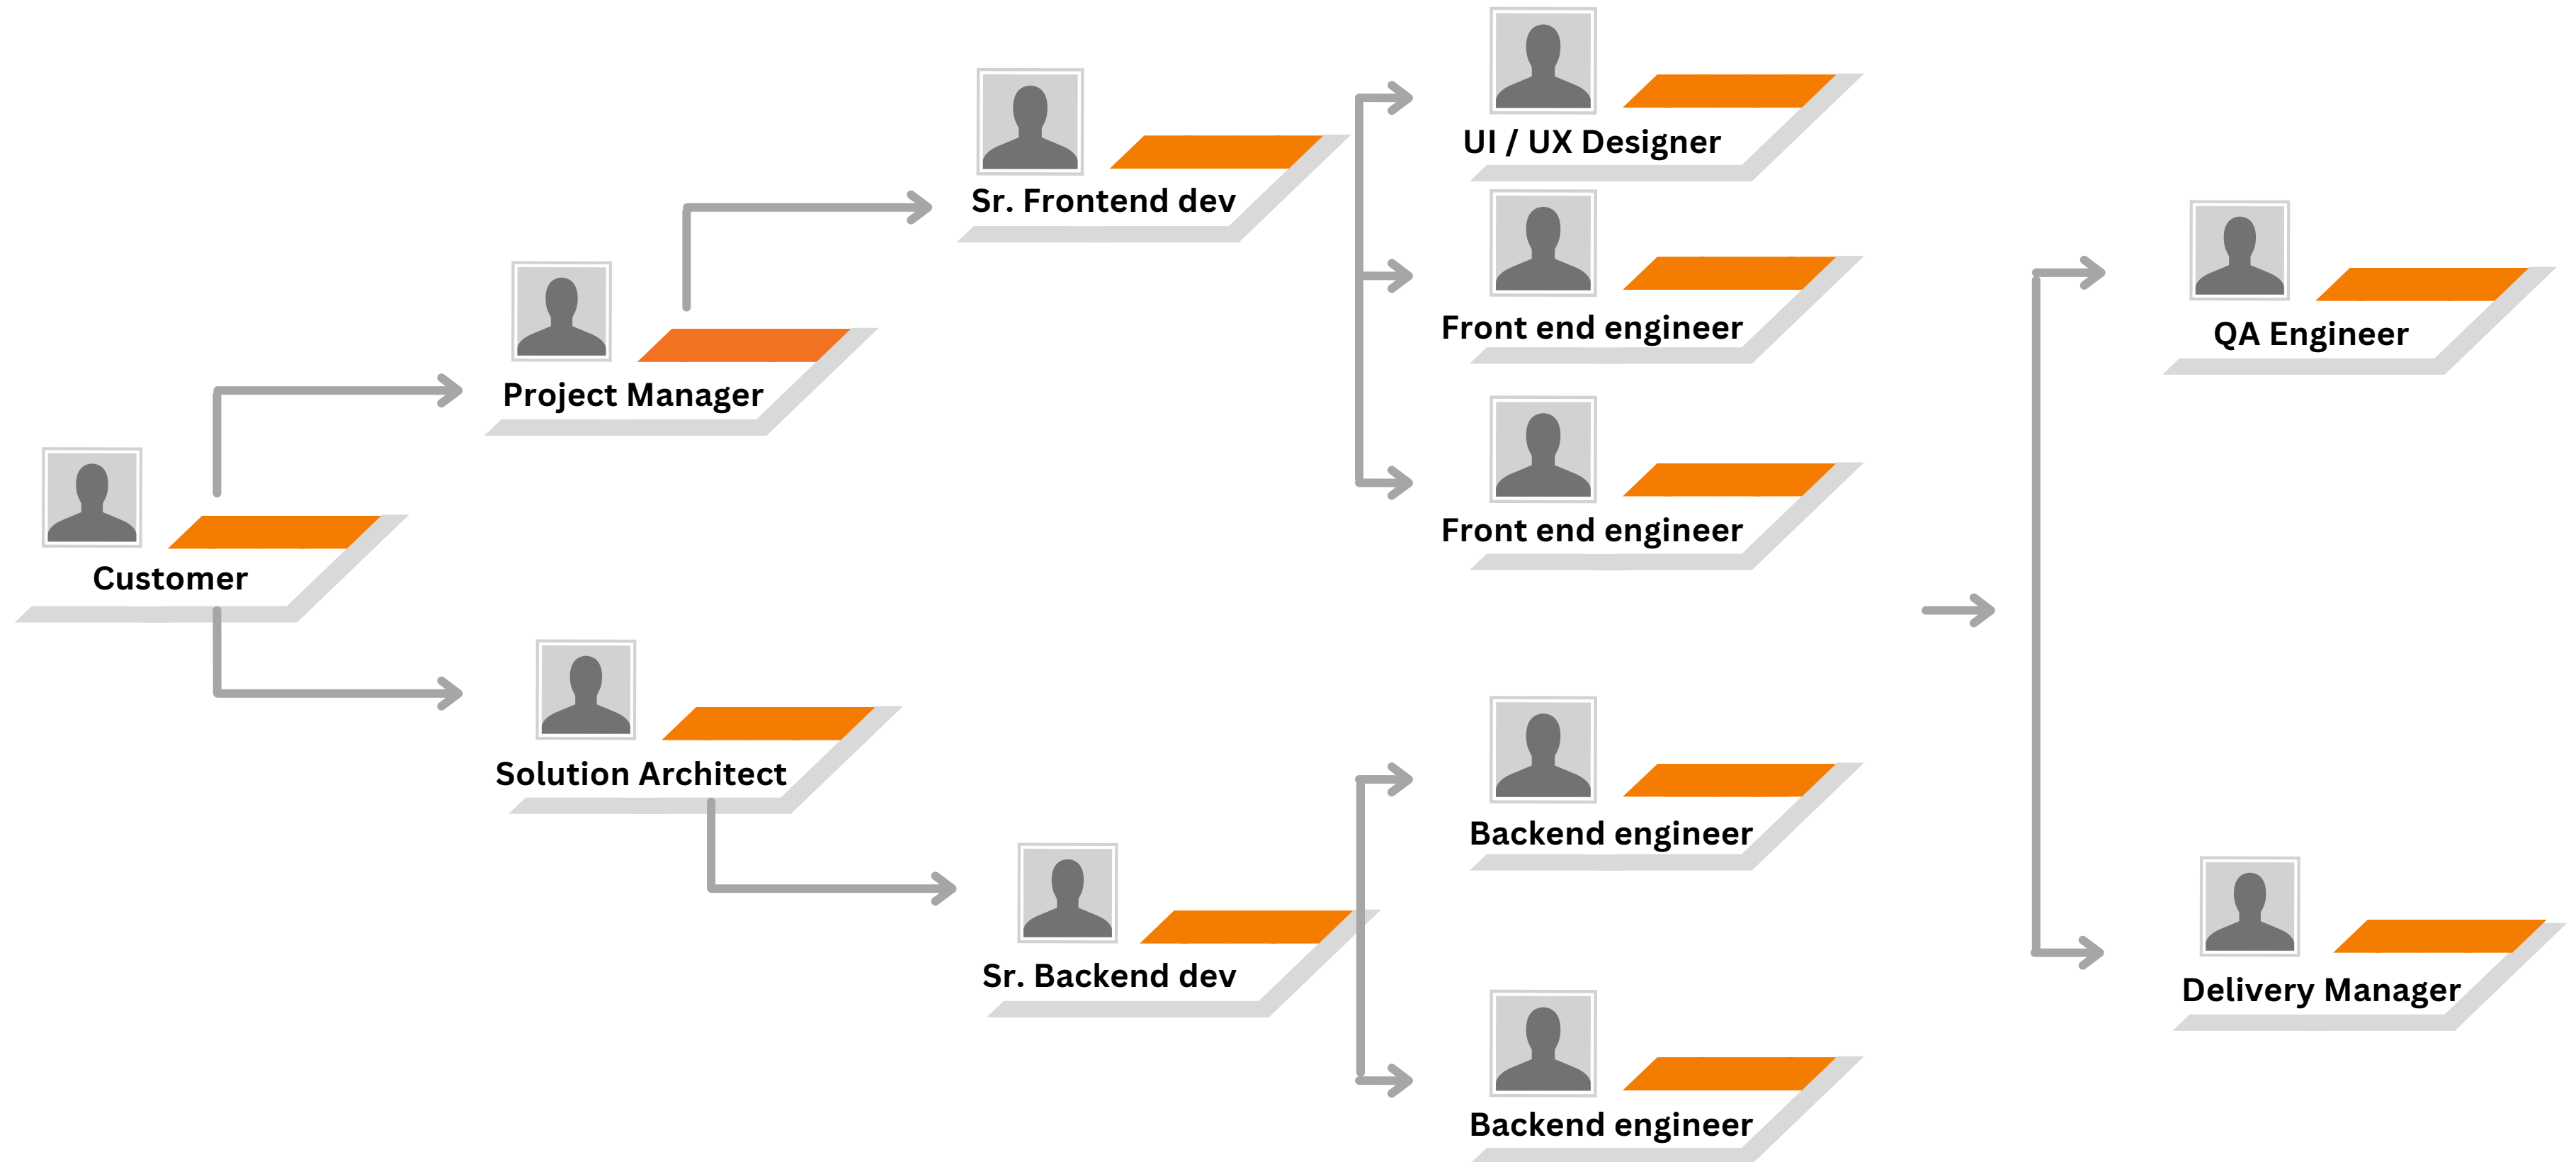 Customer
Project Manager
Solution Architect
Sr. Frontend dev
Sr. Backend dev
UI / UX Designer
Front end engineer
Front end engineer
Backend engineer
Backend engineer
QA Engineer
Delivery Manager